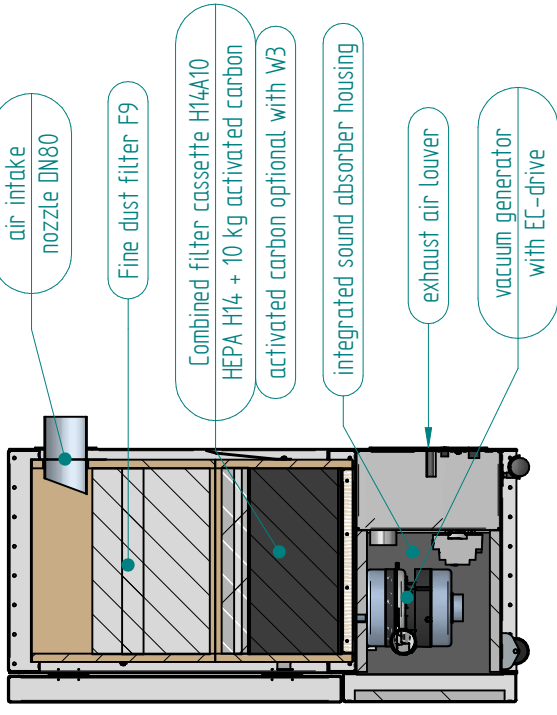 air intake
nozzle DN80
Fine dust filter F9
Combined filter cassette H14A10
HEPA H14 + 10 kg activated carbon
activated carbon optional with W3
integrated sound absorber housing
exhaust air louver
vacuum generator
with EC-drive